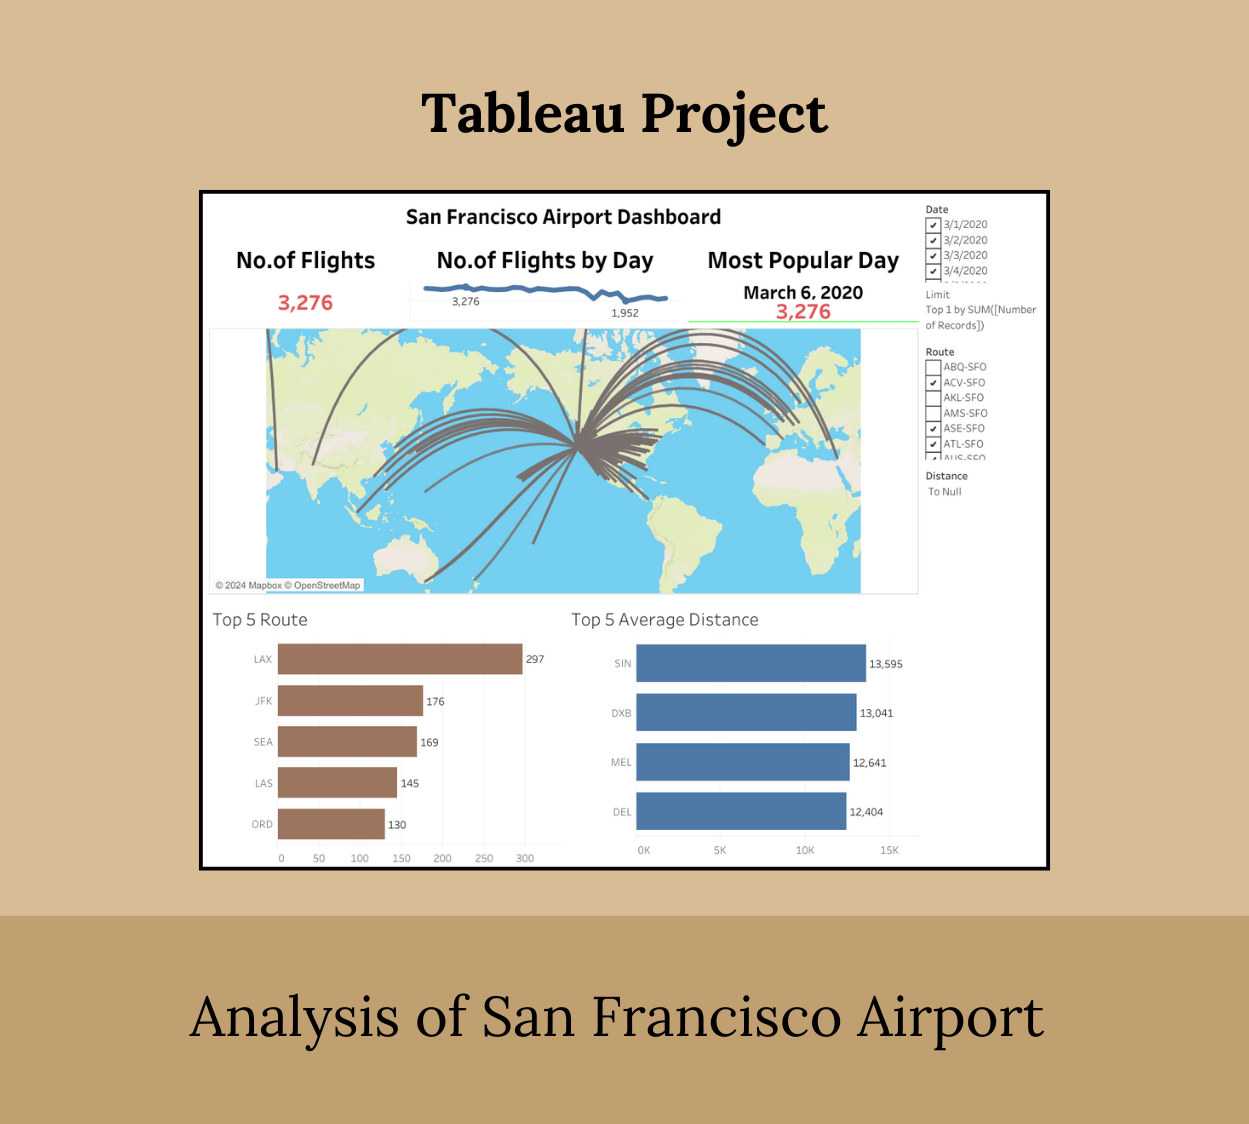 Tableau Project
San Francisco Airport Dashboard
No.of Flights
3,276
No.of Flights by Day
3,276
1,952
Most Popular Day
March 6, 2020
3,276
Date
3/1/2020
3/2/2020
3/3/2020
3/4/2020
Limit
Top 1 by SUM([Number
of Records])
Route
ABQ-SFO
ACV-SFO
AKL-SFO
AMS-SFO
ASE-SFO
ATL-SFO
AUS-SFO
Distance
To Null
© 2024 Mapbox © OpenStreetMap
Top 5 Route
LAX 297
JFK 176
SEA 169
LAS 145
ORD 130
0 50 100 150 200 250 300
Top 5 Average Distance
SIN 13,595
DXB 13,041
MEL 12,641
DEL 12,404
0K 5K 10K 15K
Analysis of San Francisco Airport